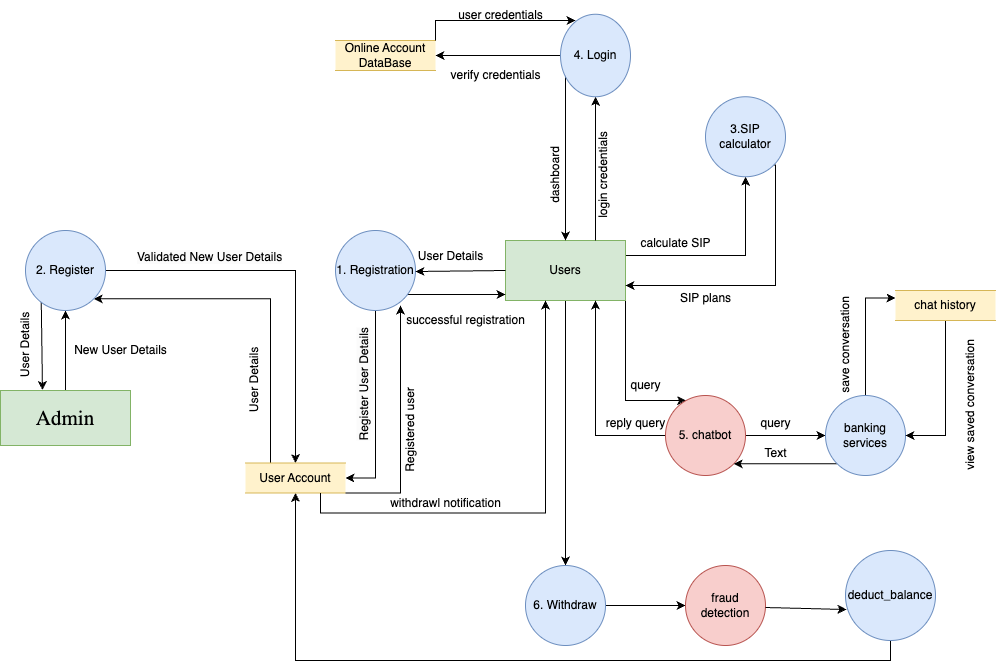 user credentials
Online Account
DataBase
4. Login
verify credentials
3.SIP
calculator
dashboard
login credentials
calculate SIP
Validated New User Details
User Details
2. Register
1. Registration
Users
SIP plans
chat history
successful registration
User Details
New User Details
User Details
Register User Details
Registered user
save conversation
view saved conversation
query
reply query
5. chatbot
query
Text
banking
services
Admin
User Account
withdrawl notification
6. Withdraw
fraud
detection
deduct_balance